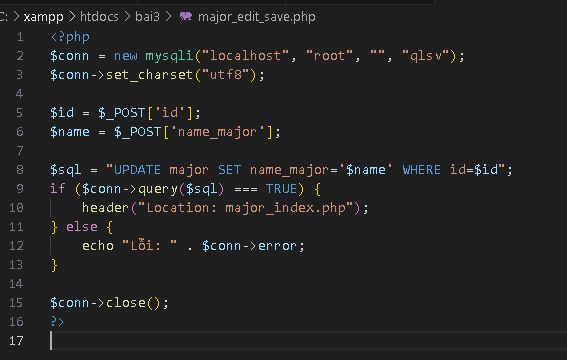 C: > xampp > htdocs > bai3 > major_edit_save.php
1 <?php
2 $conn = new mysqli("localhost", "root", "", "qlsv");
3 $conn->set_charset("utf8");
4
5 $id = $_POST['id'];
6 $name = $_POST['name_major'];
7
8 $sql = "UPDATE major SET name_major='$name' WHERE id=$id";
9 if ($conn->query($sql) === TRUE) {
10     header("Location: major_index.php");
11 } else {
12     echo "Lỗi: " . $conn->error;
13 }
14
15 $conn->close();
16 ?>
17